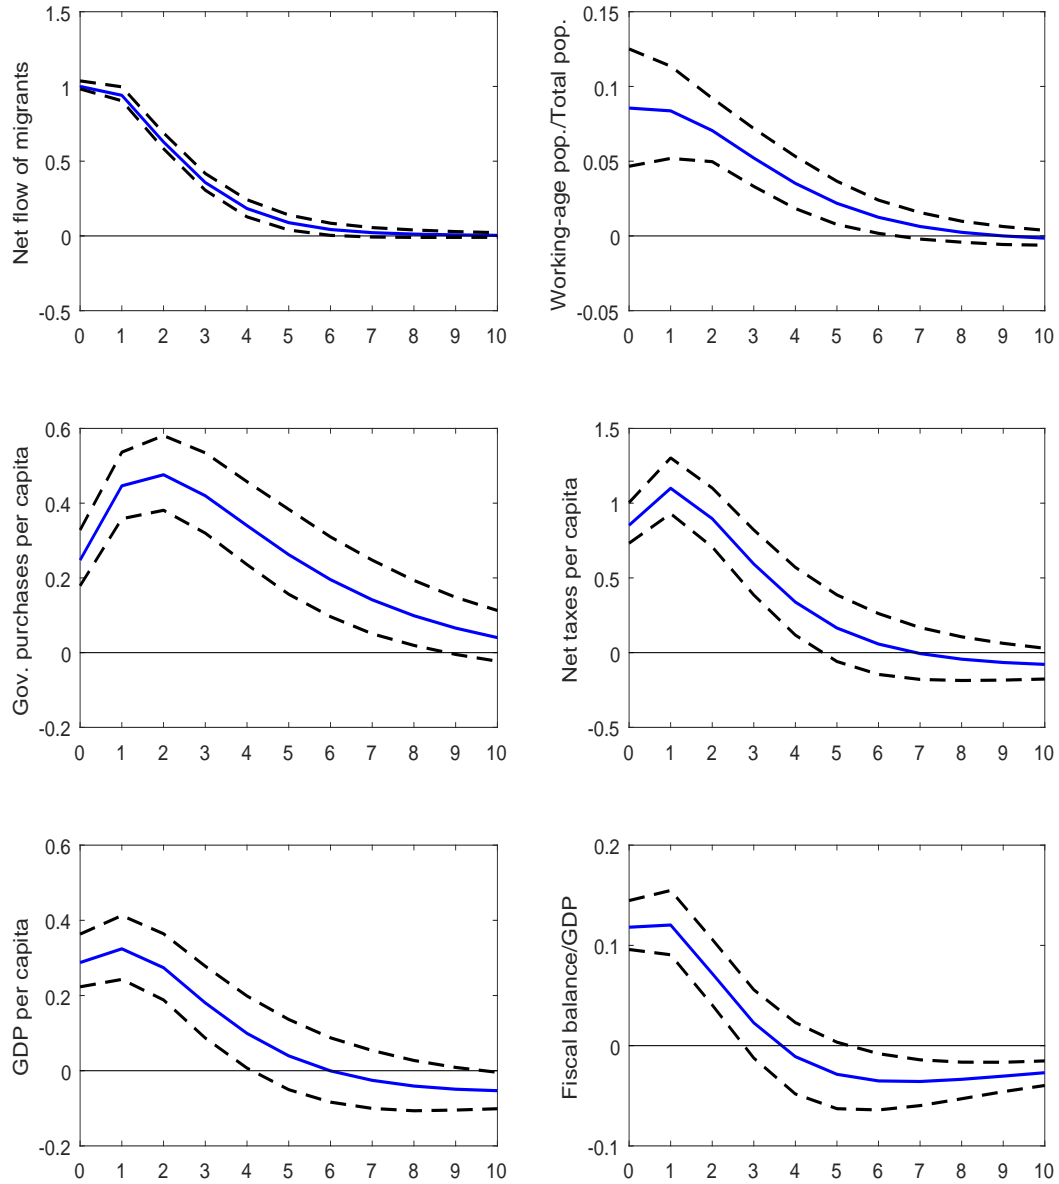 Net flow of migrants
1.5
1
0.5
0
-0.5
0 1 2 3 4 5 6 7 8 9 10
Working-age pop./Total pop.
0.15
0.1
0.05
0
-0.05
0 1 2 3 4 5 6 7 8 9 10
Gov. purchases per capita
0.6
0.4
0.2
0
-0.2
0 1 2 3 4 5 6 7 8 9 10
Net taxes per capita
1.5
1
0.5
0
-0.5
0 1 2 3 4 5 6 7 8 9 10
GDP per capita
0.6
0.4
0.2
0
-0.2
0 1 2 3 4 5 6 7 8 9 10
Fiscal balance/GDP
0.2
0.1
0
-0.1
0 1 2 3 4 5 6 7 8 9 10